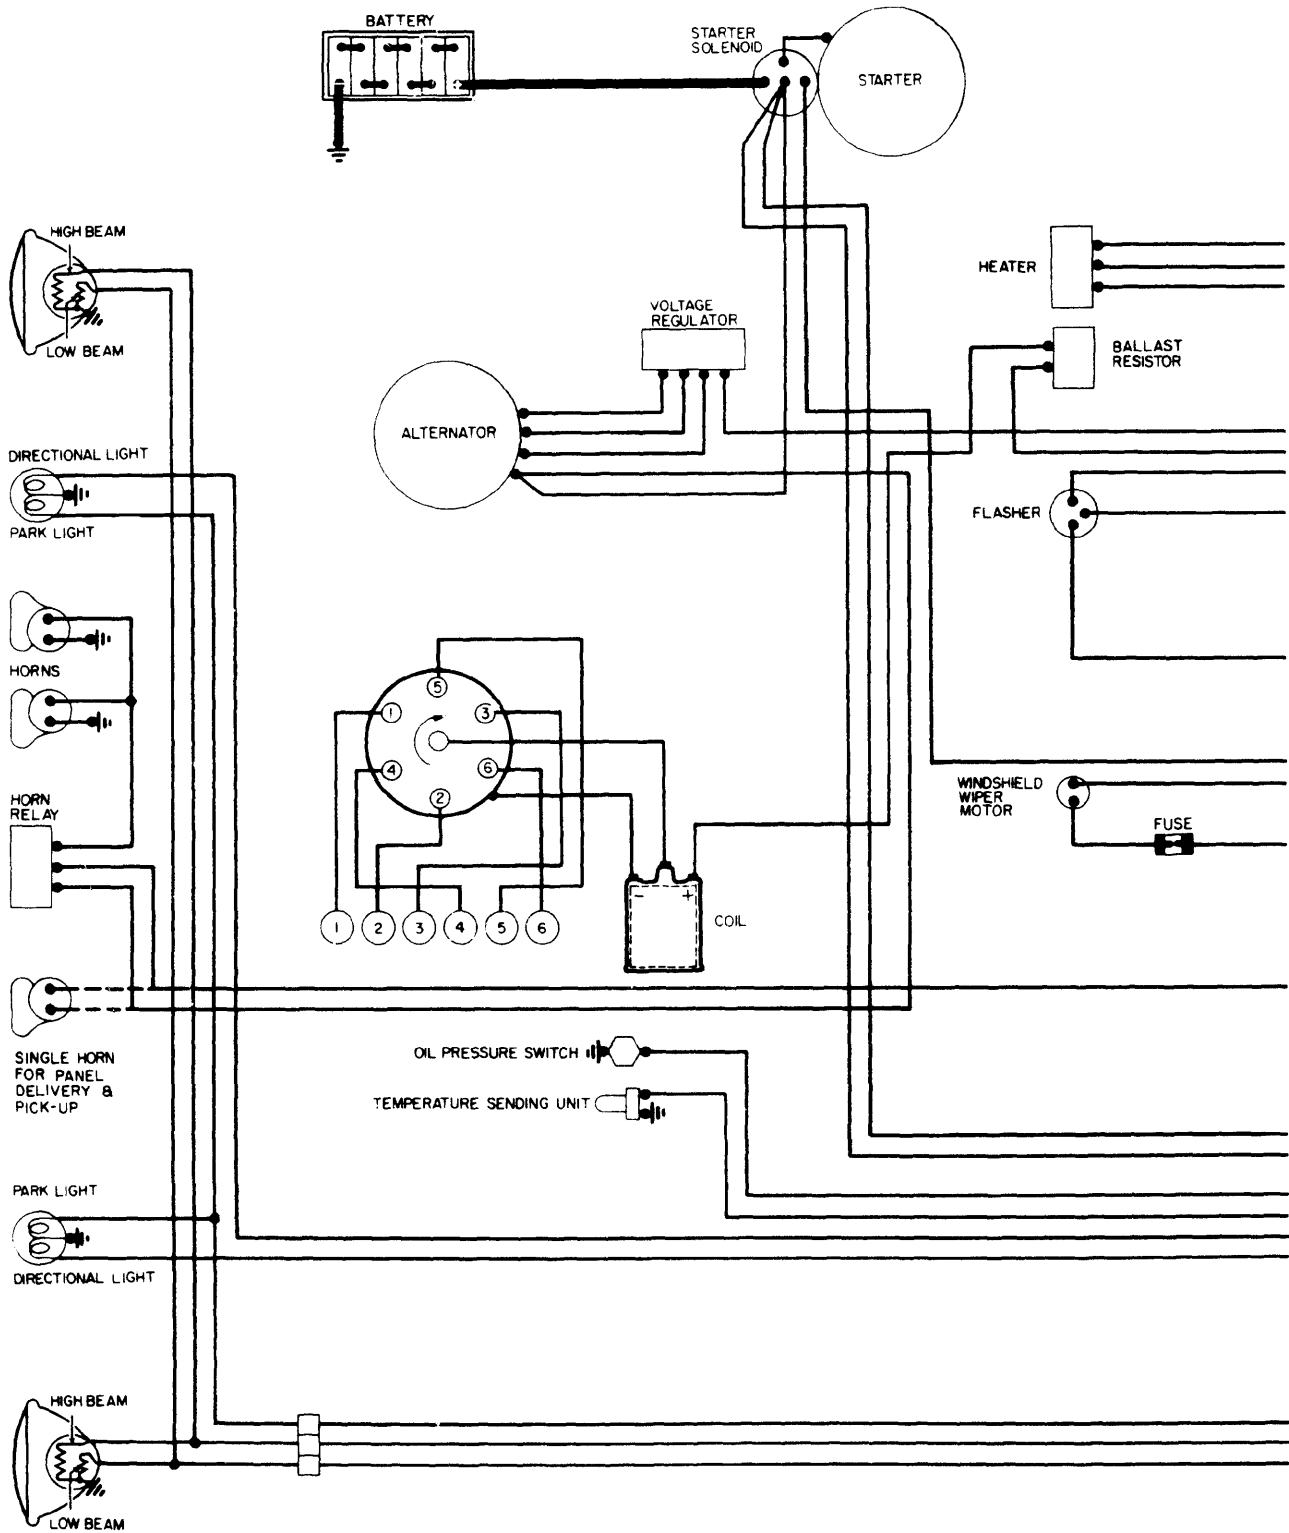 BATTERY
STARTER
SOLENOID
STARTER
HIGH BEAM
LOW BEAM
HEATER
VOLTAGE
REGULATOR
BALLAST
RESISTOR
ALTERNATOR
DIRECTIONAL LIGHT
PARK LIGHT
FLASHER
HORNS
5
1
3
4
6
2
HORN
RELAY
WINDSHIELD
WIPER
MOTOR
FUSE
- +
COIL
1 2 3 4 5 6
SINGLE HORN
FOR PANEL
DELIVERY &
PICK-UP
OIL PRESSURE SWITCH
TEMPERATURE SENDING UNIT
PARK LIGHT
DIRECTIONAL LIGHT
HIGH BEAM
LOW BEAM